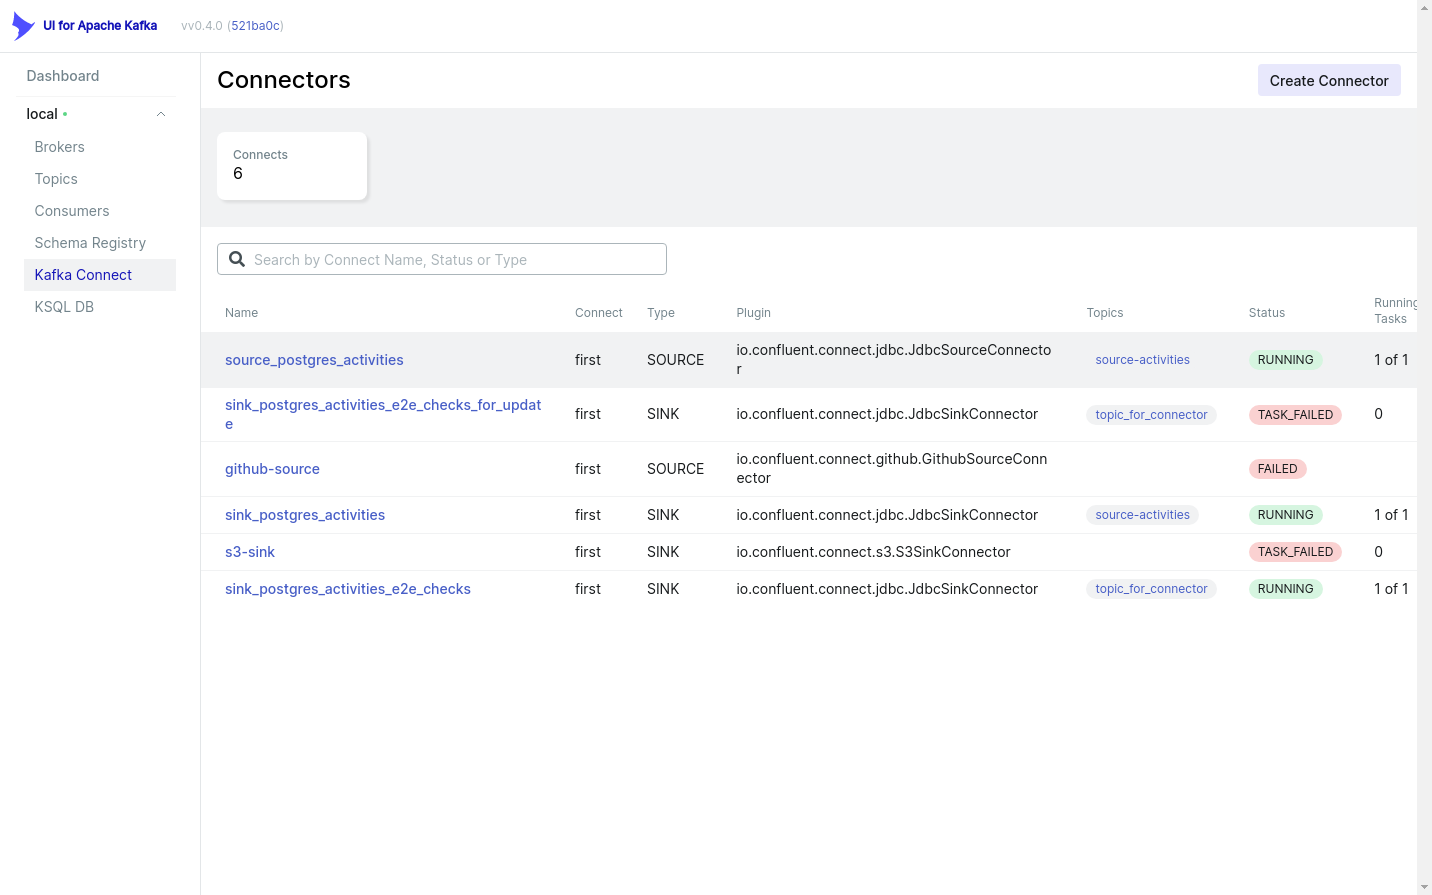 UI for Apache Kafka vv0.4.0 (521ba0c)
Dashboard
local
Brokers
Topics
Consumers
Schema Registry
Kafka Connect
KSQL DB
Connectors
Create Connector
Connects
6
Search by Connect Name, Status or Type
Name Connect Type Plugin Topics Status Running
Tasks
source_postgres_activities first SOURCE io.confluent.connect.jdbc.JdbcSourceConnecto
r source-activities RUNNING 1 of 1
sink_postgres_activities_e2e_checks_for_updat
e first SINK io.confluent.connect.jdbc.JdbcSinkConnector topic_for_connector TASK_FAILED 0
github-source first SOURCE io.confluent.connect.github.GithubSourceConn
ector FAILED
sink_postgres_activities first SINK io.confluent.connect.jdbc.JdbcSinkConnector source-activities RUNNING 1 of 1
s3-sink first SINK io.confluent.connect.s3.S3SinkConnector TASK_FAILED 0
sink_postgres_activities_e2e_checks first SINK io.confluent.connect.jdbc.JdbcSinkConnector topic_for_connector RUNNING 1 of 1